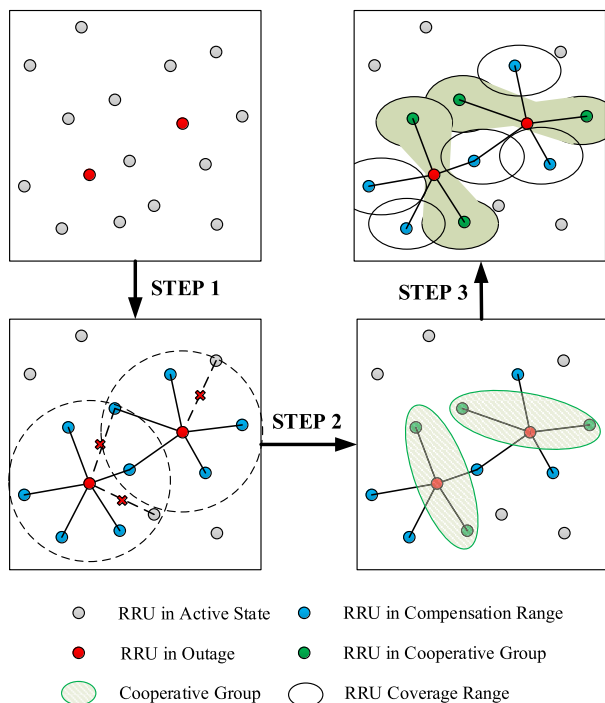 STEP 1
STEP 3
STEP 2
RRU in Active State
RRU in Compensation Range
RRU in Outage
RRU in Cooperative Group
Cooperative Group
RRU Coverage Range